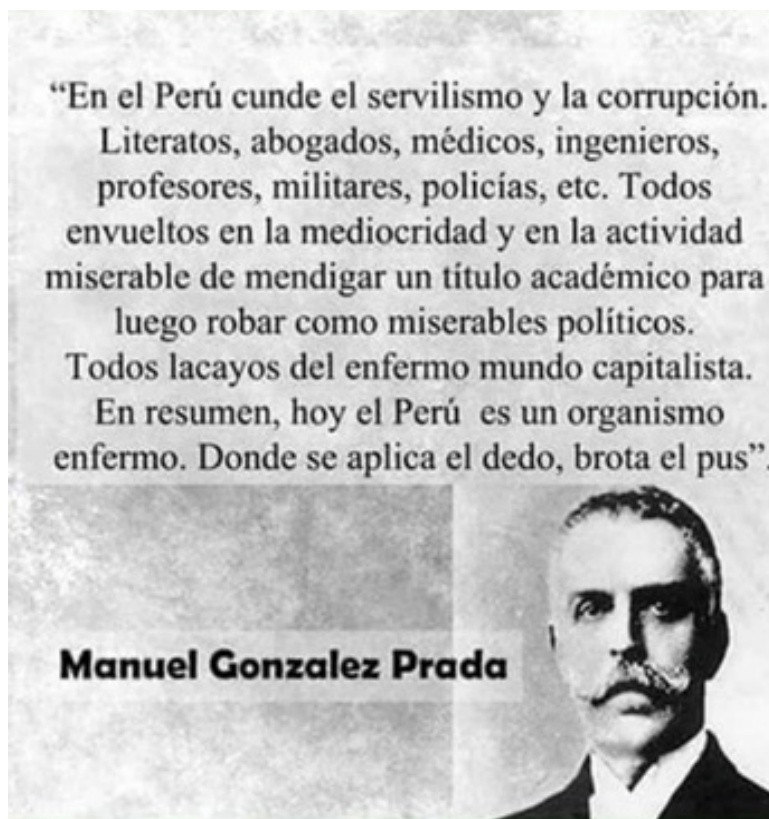 “En el Perú cunde el servilismo y la corrupción.
Literatos, abogados, médicos, ingenieros,
profesores, militares, policías, etc. Todos
envueltos en la mediocridad y en la actividad
miserable de mendigar un título académico para
luego robar como miserables políticos.
Todos lacayos del enfermo mundo capitalista.
En resumen, hoy el Perú es un organismo
enfermo. Donde se aplica el dedo, brota el pus”.
Manuel Gonzalez Prada